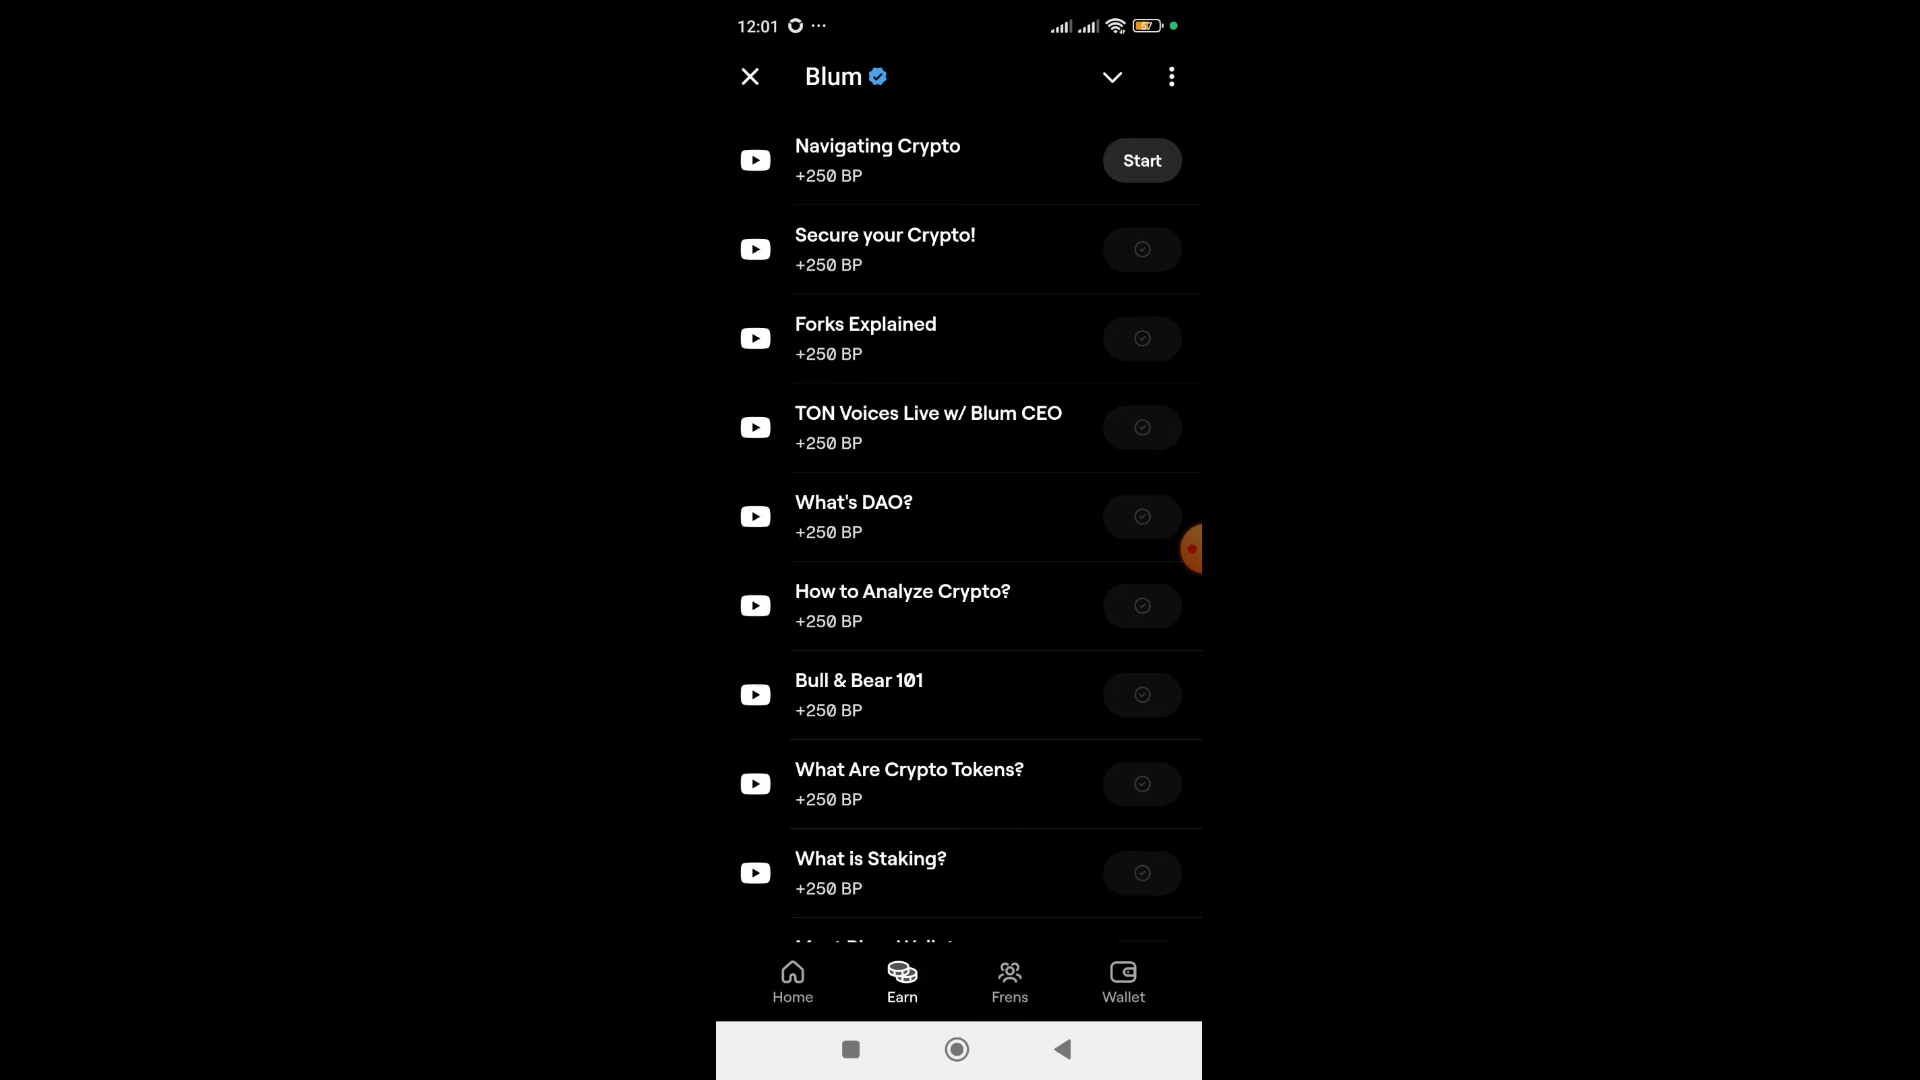 12:01
57
Blum
Navigating Crypto
+250 BP
Start
Secure your Crypto!
+250 BP
Forks Explained
+250 BP
TON Voices Live w/ Blum CEO
+250 BP
What's DAO?
+250 BP
How to Analyze Crypto?
+250 BP
Bull & Bear 101
+250 BP
What Are Crypto Tokens?
+250 BP
What is Staking?
+250 BP
Home
Earn
Frens
Wallet